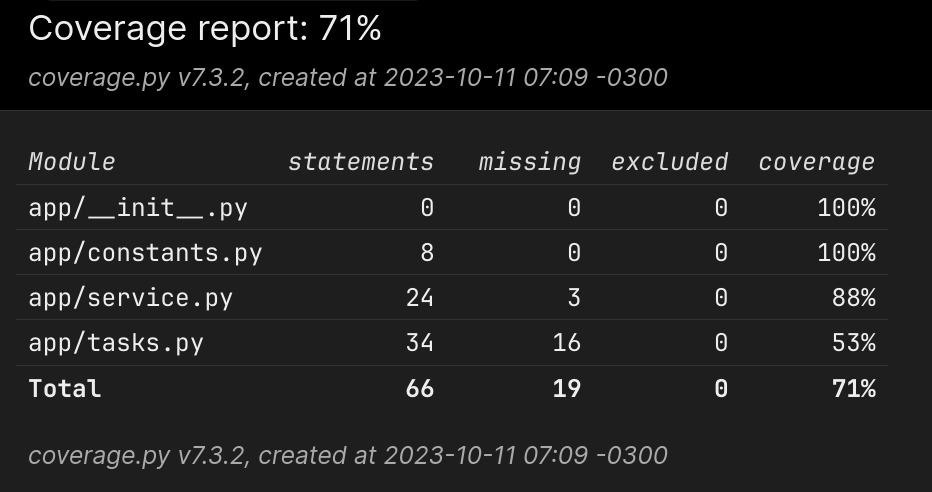 Coverage report: 71%
coverage.py v7.3.2, created at 2023-10-11 07:09 -0300
Module statements missing excluded coverage
app/__init__.py 0 0 0 100%
app/constants.py 8 0 0 100%
app/service.py 24 3 0 88%
app/tasks.py 34 16 0 53%
Total 66 19 0 71%
coverage.py v7.3.2, created at 2023-10-11 07:09 -0300